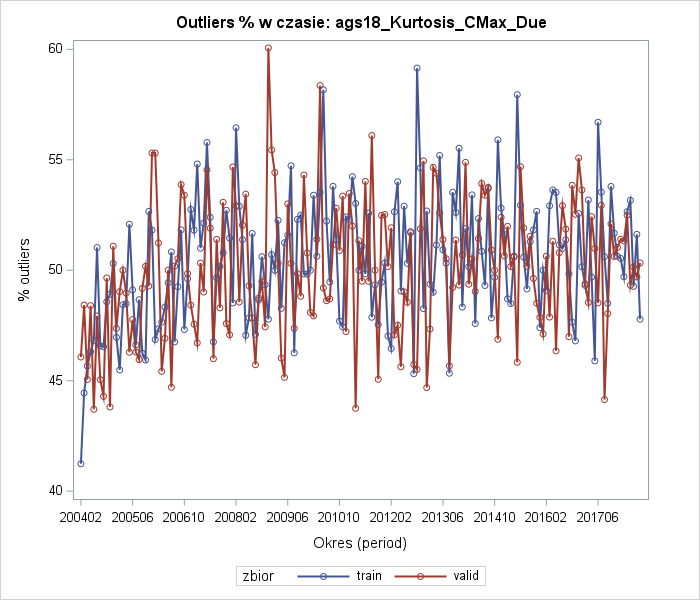 Outliers % w czasie: ags18_Kurtosis_CMax_Due
60
55
50
45
40
% outliers
200402 200506 200610 200802 200906 201010 201202 201306 201410 201602 201706
Okres (period)
zbior train valid